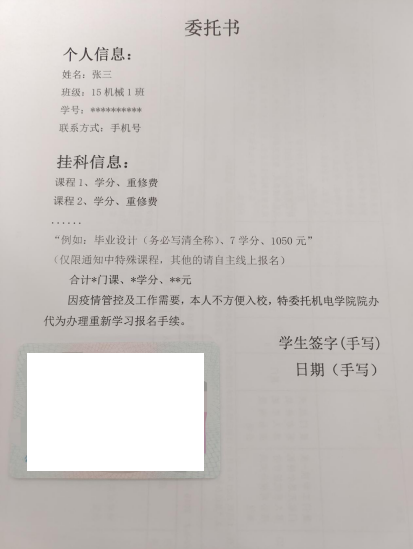 委托书
个人信息：
姓名：张三
班级：15 机械 1 班
学号：**********
联系方式：手机号
挂科信息：
课程 1、学分、重修费
课程 2、学分、重修费
......
“例如：毕业设计（务必写清全称）、7 学分、1050 元”
（仅限通知中特殊课程，其他的请自主线上报名）
合计*门课、*学分、**元
因疫情管控及工作需要，本人不方便入校，特委托机电学院院办
代为办理重新学习报名手续。
学生签字(手写)
日期（手写）